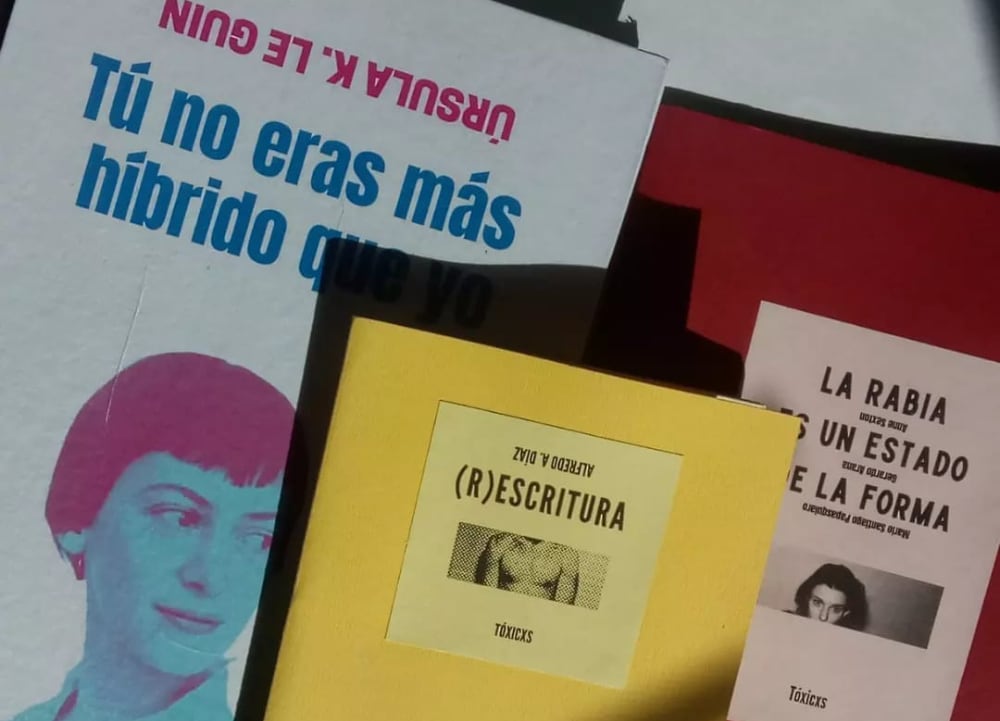 ÚRSULA K. LE GUIN
Tú no eras más
híbrido que yo
ALFREDO A. DÍAZ
(R)ESCRITURA
TÓXICXS
LA RABIA
Anne Sexton
ES UN ESTADO
Gerardo Arana
DE LA FORMA
Mario Santiago Papasquiaro
TÓXICXS